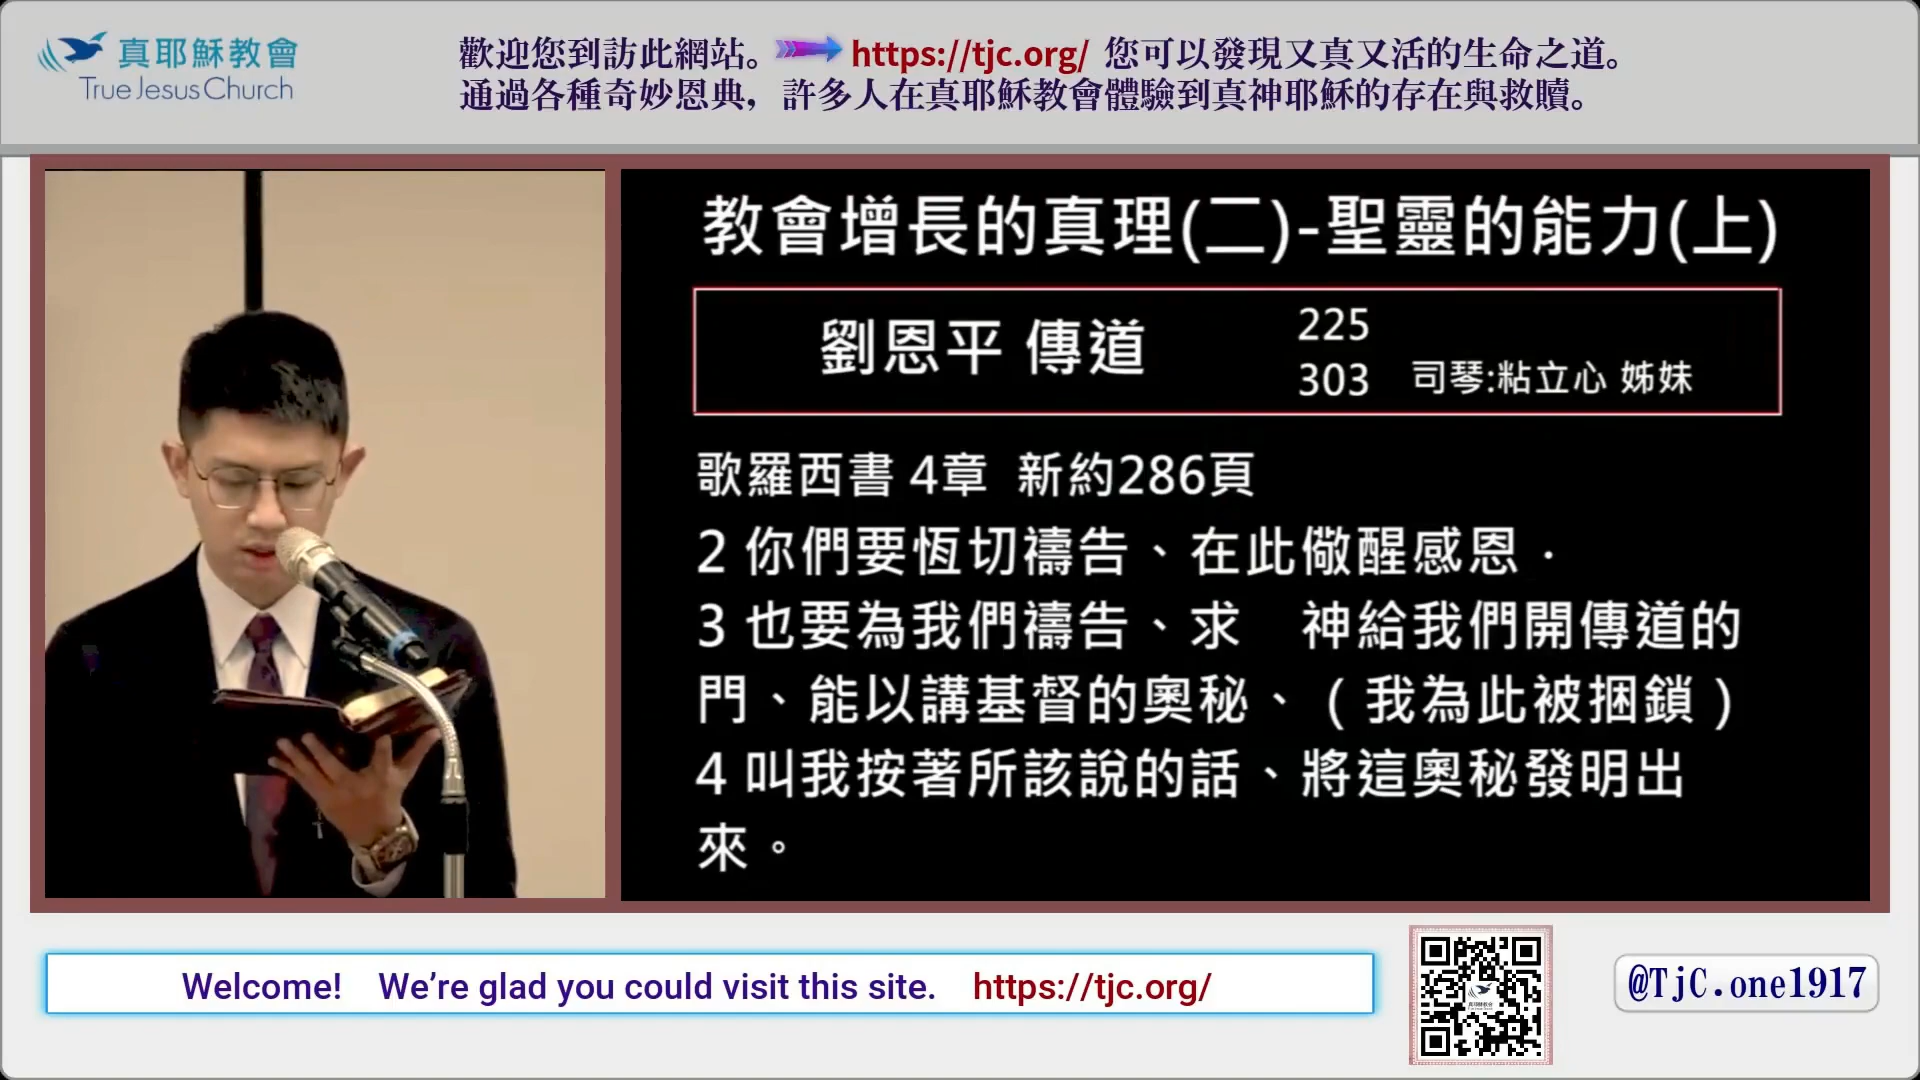 真耶穌教會
True Jesus Church
歡迎您到訪此網站。 https://tjc.org/ 您可以發現又真又活的生命之道。
通過各種奇妙恩典，許多人在真耶穌教會體驗到真神耶穌的存在與救贖。
教會增長的真理(二)-聖靈的能力(上)
劉恩平 傳道
225
303 司琴:粘立心 姊妹
歌羅西書 4章 新約286頁
2 你們要恆切禱告、在此儆醒感恩．
3 也要為我們禱告、求　神給我們開傳道的
門、能以講基督的奧秘、（我為此被捆鎖）
4 叫我按著所該說的話、將這奧秘發明出
來。
Welcome! We’re glad you could visit this site. https://tjc.org/
@TjC.one1917